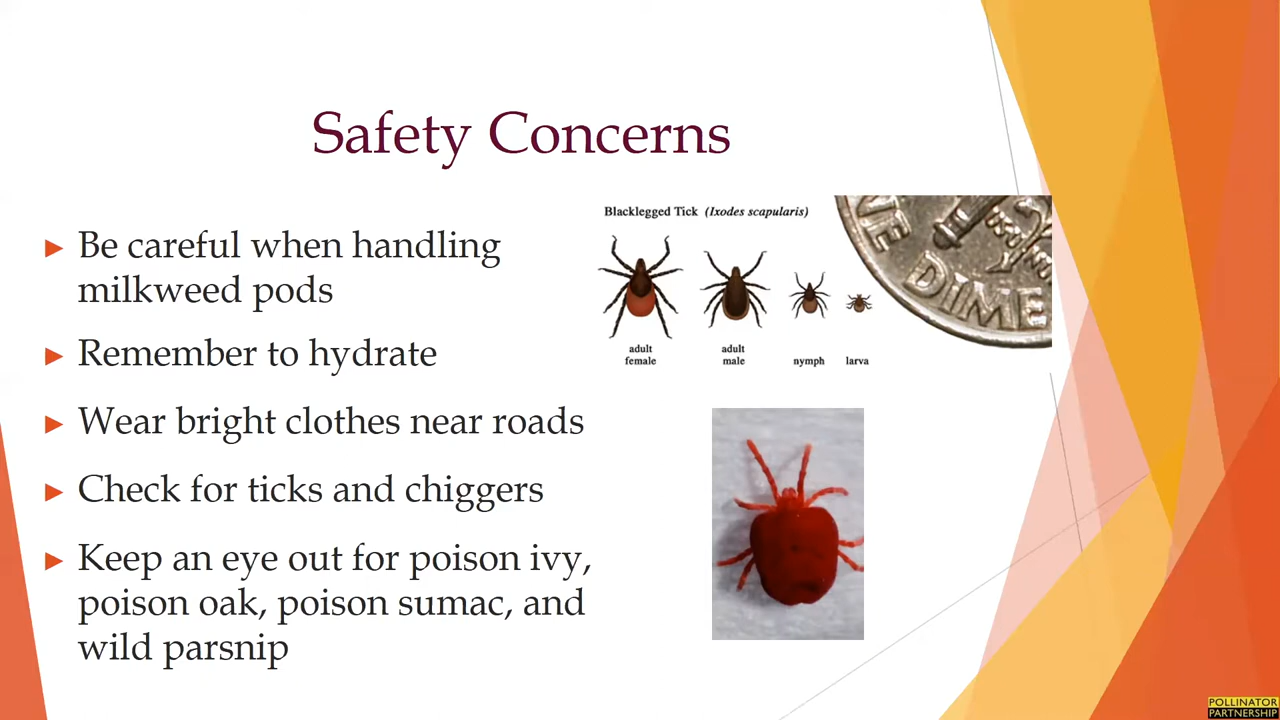 Safety Concerns
Be careful when handling
milkweed pods
Remember to hydrate
Wear bright clothes near roads
Check for ticks and chiggers
Keep an eye out for poison ivy,
poison oak, poison sumac, and
wild parsnip
Blacklegged Tick (Ixodes scapularis)
adult
female
adult
male
nymph
larva
NE DIME
POLLINATOR
PARTNERSHIP